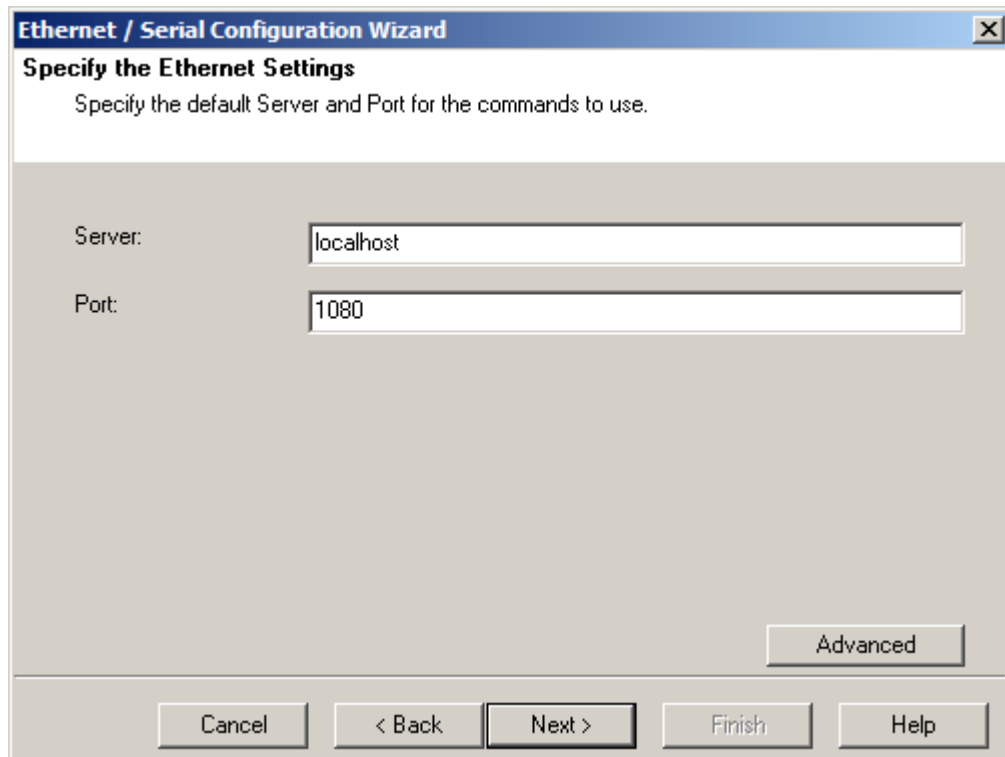 Ethernet / Serial Configuration Wizard
Specify the Ethernet Settings
Specify the default Server and Port for the commands to use.
Server:
localhost
Port:
1080
Advanced
Cancel
< Back
Next >
Finish
Help